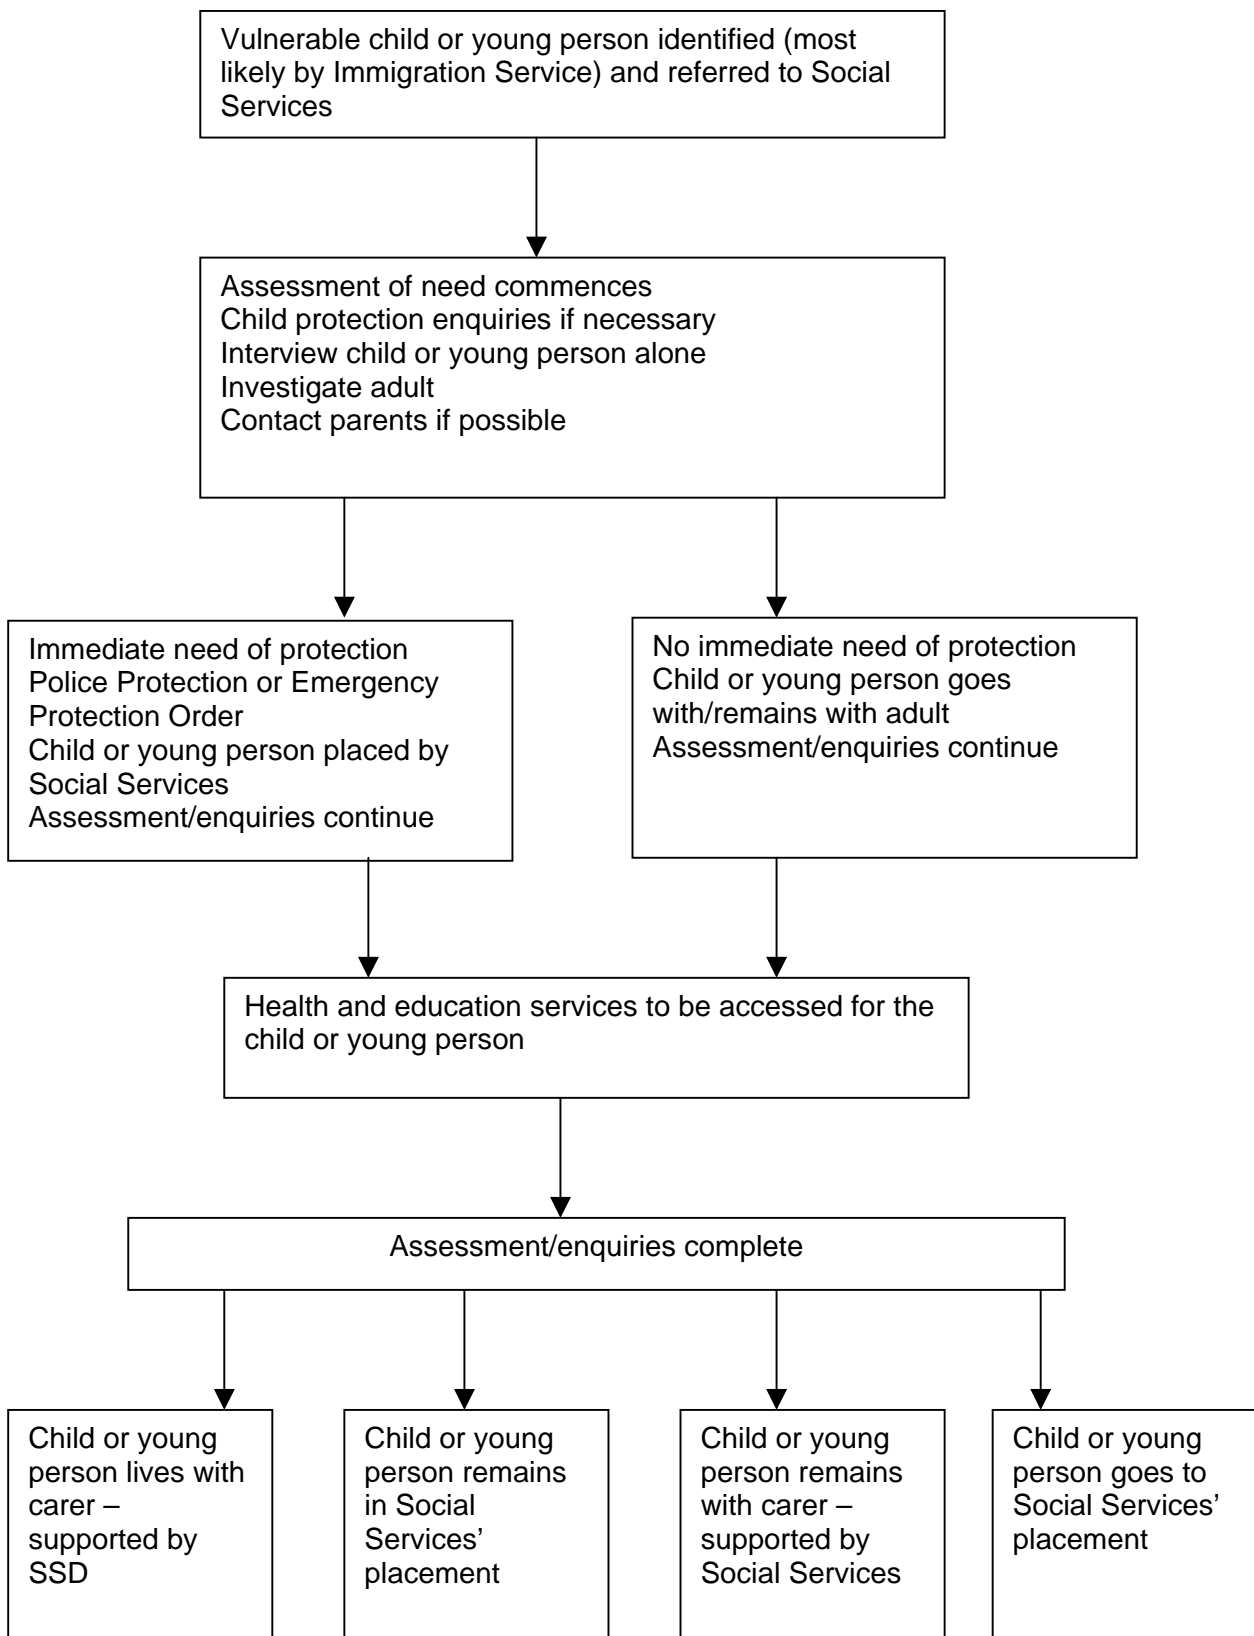 Vulnerable child or young person identified (most
likely by Immigration Service) and referred to Social
Services
Assessment of need commences
Child protection enquiries if necessary
Interview child or young person alone
Investigate adult
Contact parents if possible
Immediate need of protection
Police Protection or Emergency
Protection Order
Child or young person placed by
Social Services
Assessment/enquiries continue
No immediate need of protection
Child or young person goes
with/remains with adult
Assessment/enquiries continue
Health and education services to be accessed for the
child or young person
Assessment/enquiries complete
Child or young
person lives with
carer –
supported by
SSD
Child or young
person remains
in Social
Services’
placement
Child or young
person remains
with carer –
supported by
Social Services
Child or young
person goes to
Social Services’
placement